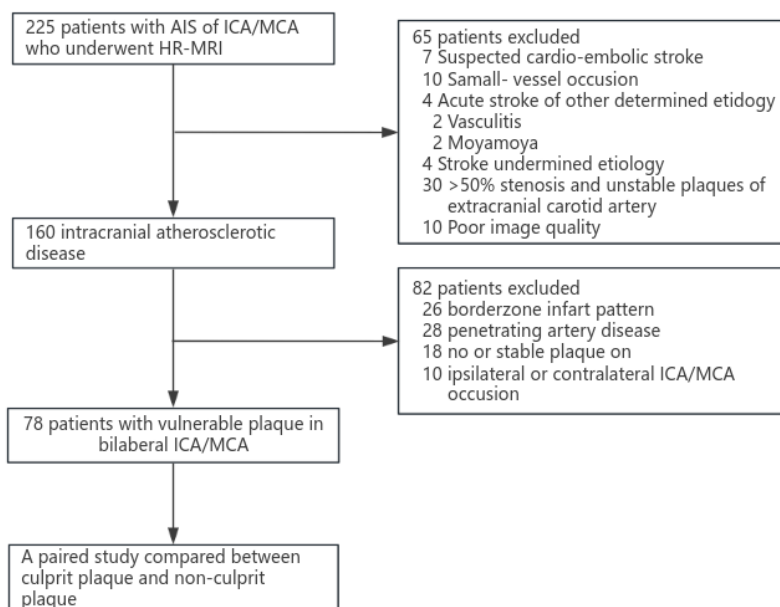 225 patients with AIS of ICA/MCA
who underwent HR-MRI
65 patients excluded
7 Suspected cardio-embolic stroke
10 Samall- vessel occusion
4 Acute stroke of other determined etidogy
2 Vasculitis
2 Moyamoya
4 Stroke undermined etiology
30 >50% stenosis and unstable plaques of
extracranial carotid artery
10 Poor image quality
160 intracranial atherosclerotic
disease
82 patients excluded
26 borderzone infart pattern
28 penetrating artery disease
18 no or stable plaque on
10 ipsilateral or contralateral ICA/MCA
occusion
78 patients with vulnerable plaque in
bilaberal ICA/MCA
A paired study compared between
culprit plaque and non-culprit
plaque